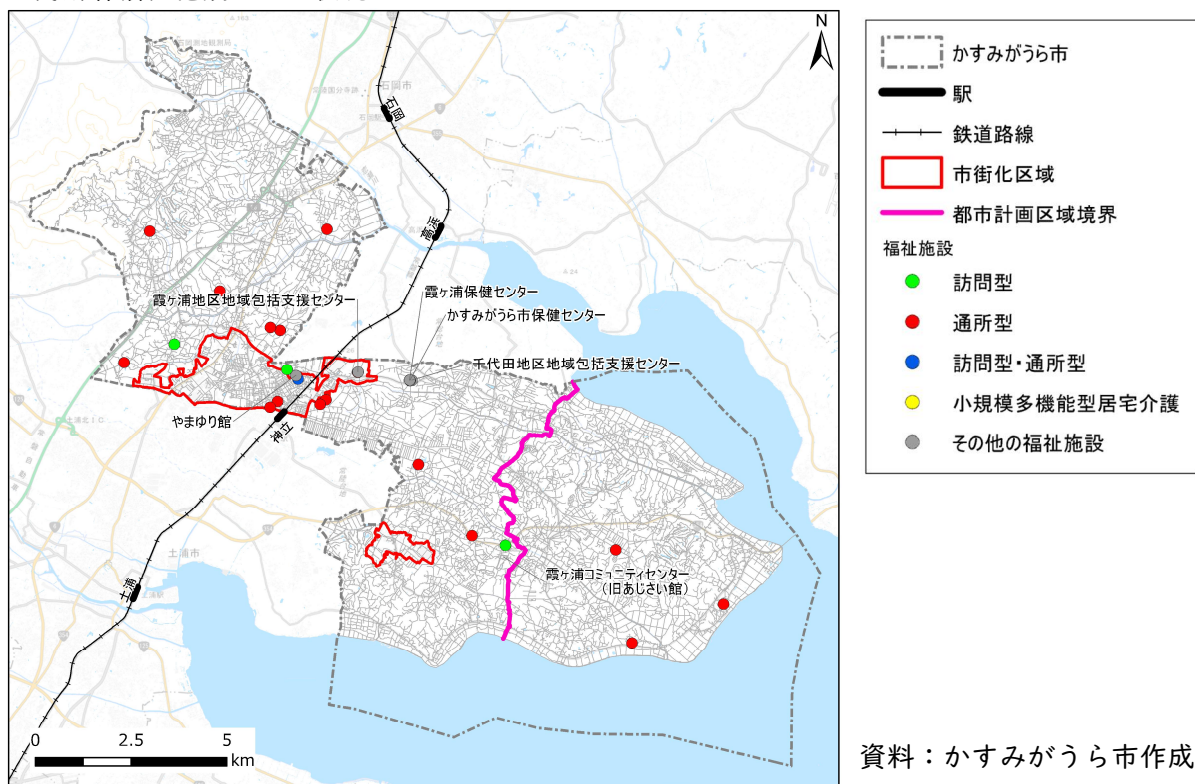 N
石岡市
石岡
高浜
霞ヶ浦地区地域包括支援センター
霞ヶ浦保健センター
かすみがうら市保健センター
千代田地区地域包括支援センター
やまゆり館
神立
土浦市
土浦
霞ヶ浦コミュニティセンター
(旧あじさい館)
0 2.5 5
km
かすみがうら市
駅
鉄道路線
市街化区域
都市計画区域境界
福祉施設
訪問型
通所型
訪問型・通所型
小規模多機能型居宅介護
その他の福祉施設
資料：かすみがうら市作成